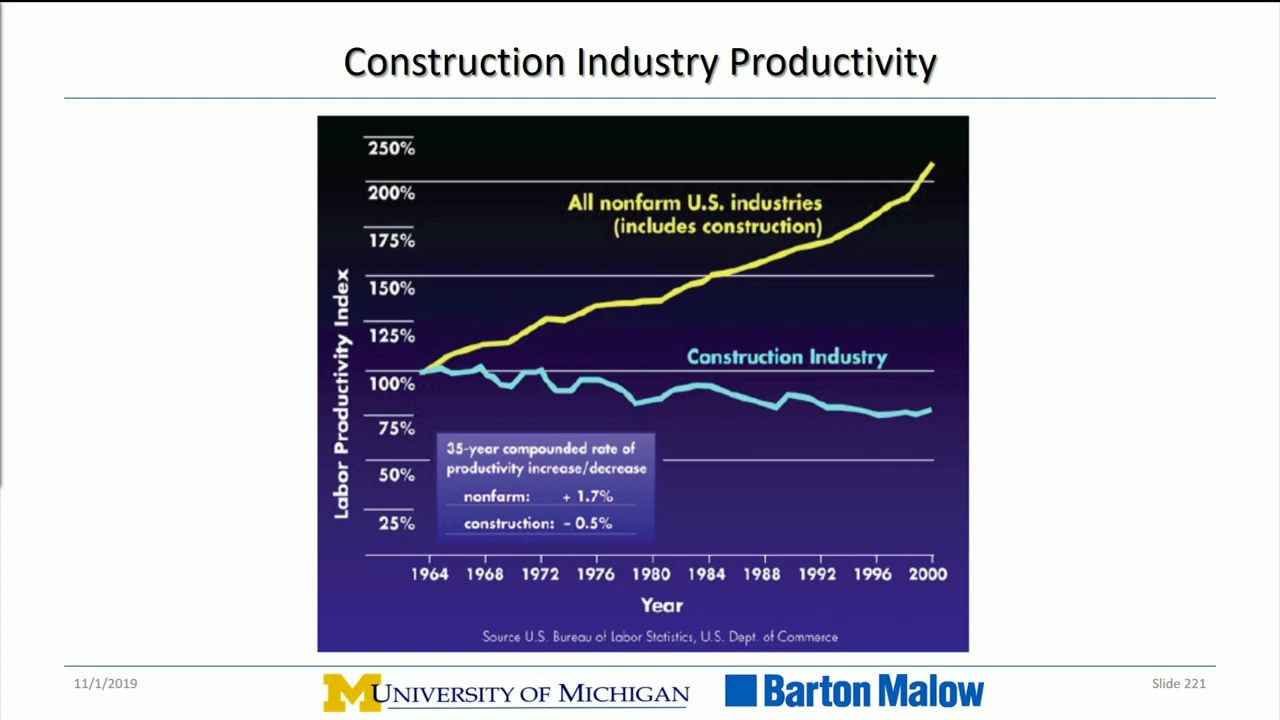 Construction Industry Productivity
250%
200%
175%
150%
125%
100%
75%
50%
25%
Labor Productivity Index
All nonfarm U.S. industries
(includes construction)
Construction Industry
35-year compounded rate of
productivity increase/decrease
nonfarm: + 1.7%
construction: – 0.5%
1964 1968 1972 1976 1980 1984 1988 1992 1996 2000
Year
Source U.S. Bureau of Labor Statistics, U.S. Dept. of Commerce
11/1/2019
M UNIVERSITY OF MICHIGAN
Barton Malow
Slide 221